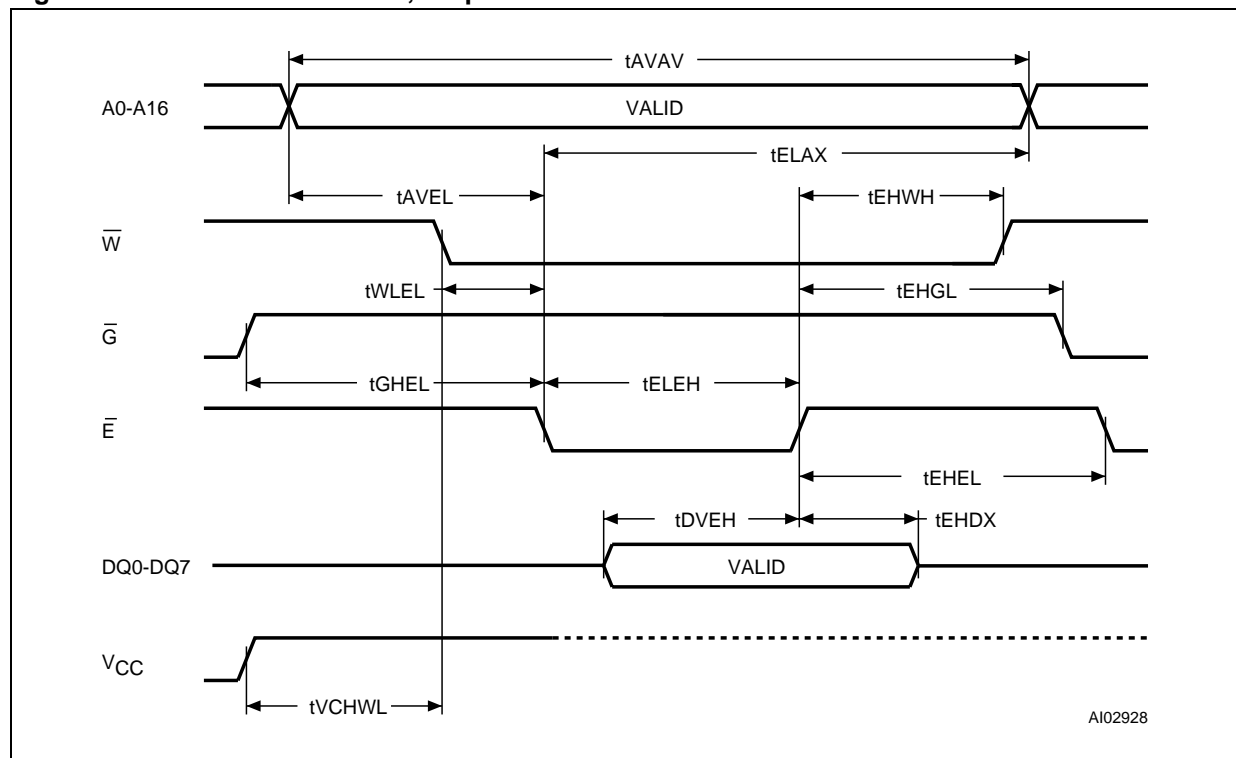 tAVAV
A0-A16
VALID
tELAX
tAVEL
tEHWH
W
tWLEL
tEHGL
G
tGHEL
tELEH
E
tEHEL
tDVEH
tEHDX
DQ0-DQ7
VALID
VCC
tVCHWL
AI02928